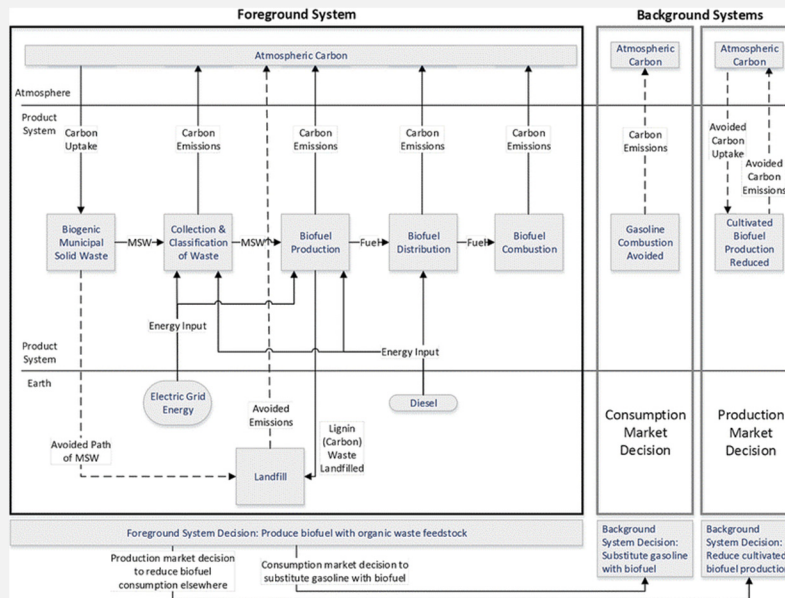 Foreground System
Background Systems
Atmospheric Carbon
Atmospheric
Carbon
Atmospheric
Carbon
Atmosphere
Product
System
Carbon
Uptake
Carbon
Emissions
Carbon
Emissions
Carbon
Emissions
Carbon
Emissions
Carbon
Emissions
Avoided
Carbon
Uptake
Avoided
Carbon
Emissions
Biogenic
Municipal
Solid Waste
MSW
Collection &
Classification
of Waste
MSW
Biofuel
Production
Fuel
Biofuel
Distribution
Fuel
Biofuel
Combustion
Gasoline
Combustion
Avoided
Cultivated
Biofuel
Production
Reduced
Energy Input
Energy Input
Product
System
Earth
Electric Grid
Energy
Diesel
Avoided
Emissions
Lignin
(Carbon)
Waste
Landfilled
Avoided Path
of MSW
Landfill
Consumption
Market
Decision
Production
Market
Decision
Foreground System Decision: Produce biofuel with organic waste feedstock
Background
System Decision:
Substitute gasoline
with biofuel
Background
System Decision:
Reduce cultivated
biofuel production
Production market decision
to reduce biofuel
consumption elsewhere
Consumption market decision to
substitute gasoline with biofuel